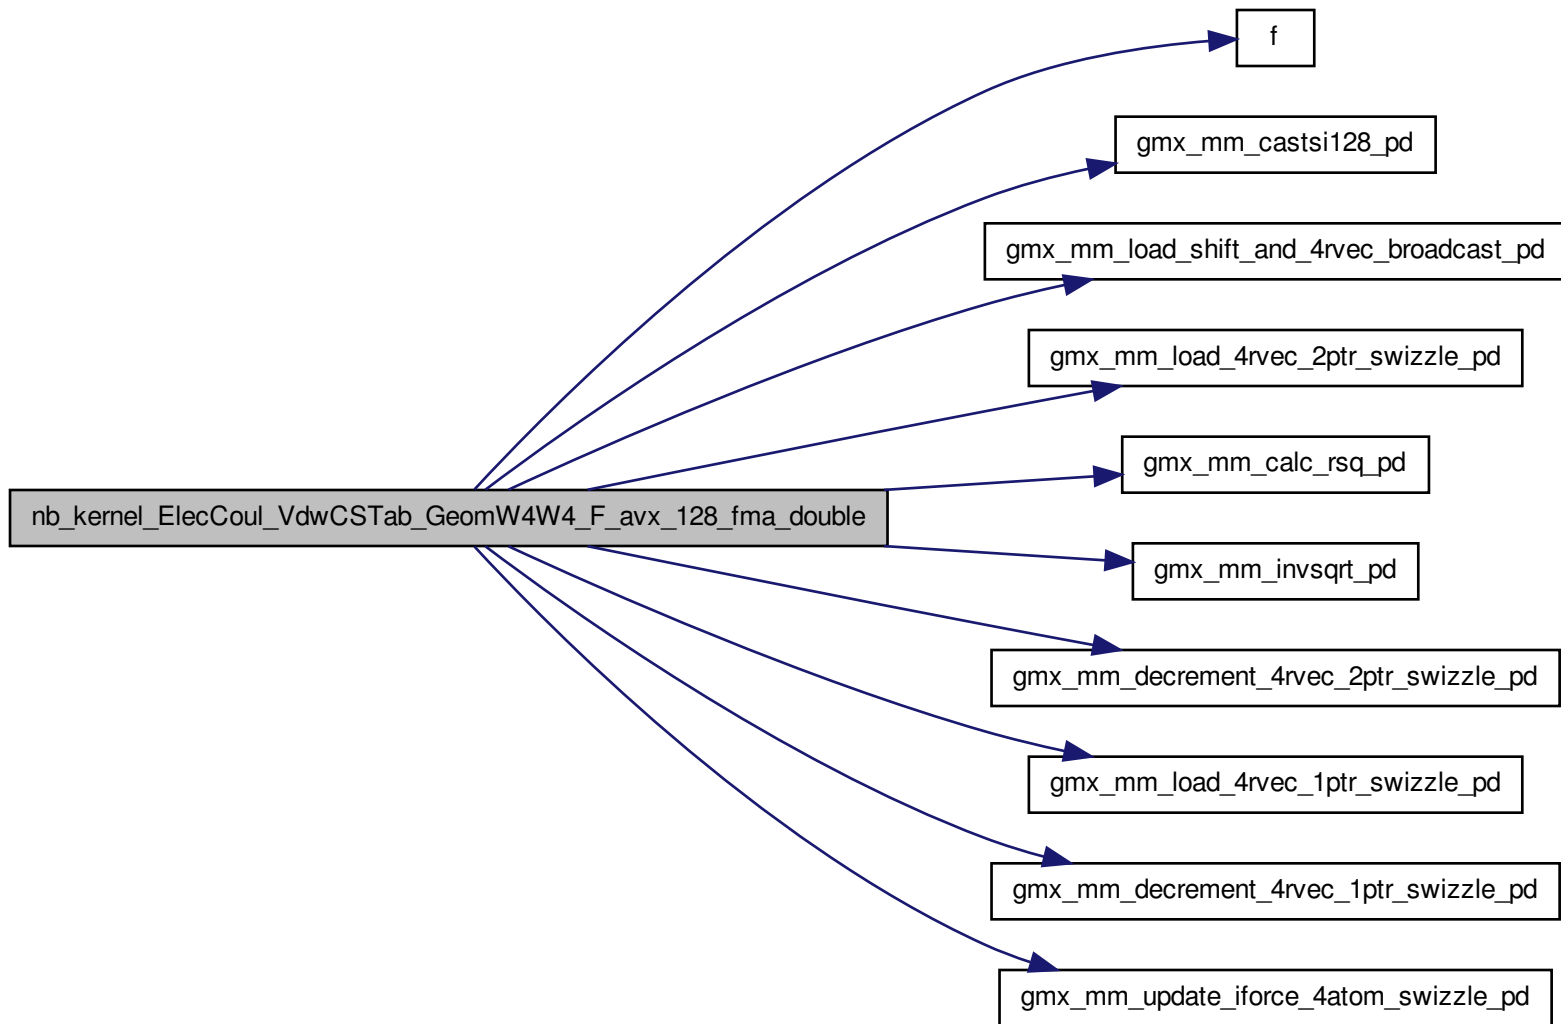 f
gmx_mm_castsi128_pd
gmx_mm_load_shift_and_4rvec_broadcast_pd
gmx_mm_load_4rvec_2ptr_swizzle_pd
gmx_mm_calc_rsq_pd
nb_kernel_ElecCoul_VdwCSTab_GeomW4W4_F_avx_128_fma_double
gmx_mm_invsqrt_pd
gmx_mm_decrement_4rvec_2ptr_swizzle_pd
gmx_mm_load_4rvec_1ptr_swizzle_pd
gmx_mm_decrement_4rvec_1ptr_swizzle_pd
gmx_mm_update_iforce_4atom_swizzle_pd